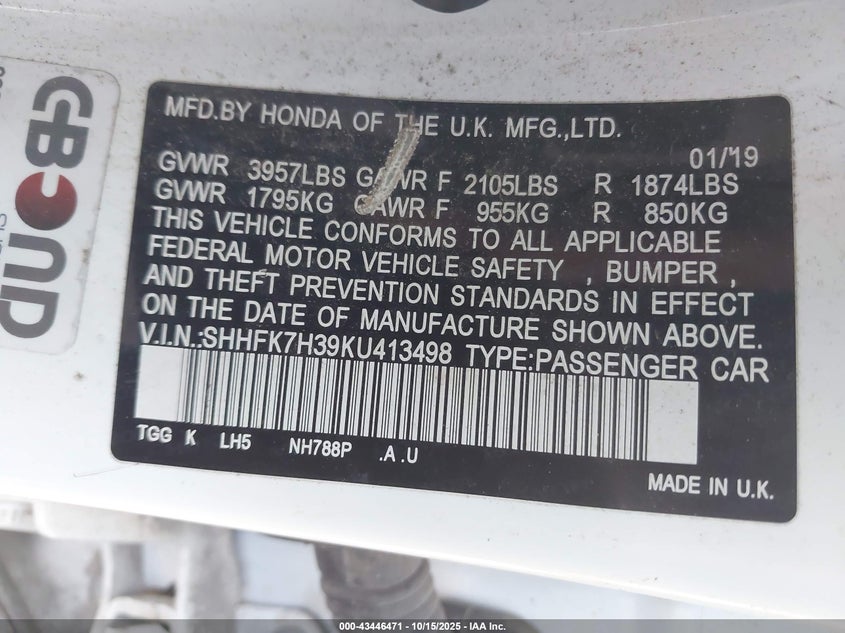 MFD.BY HONDA OF THE U.K. MFG.,LTD.
01/19
GVWR 3957LBS GAWR F 2105LBS R 1874LBS
GVWR 1795KG GAWR F 955KG R 850KG
THIS VEHICLE CONFORMS TO ALL APPLICABLE
FEDERAL MOTOR VEHICLE SAFETY , BUMPER ,
AND THEFT PREVENTION STANDARDS IN EFFECT
ON THE DATE OF MANUFACTURE SHOWN ABOVE.
V.I.N.:SHHFK7H39KU413498 TYPE:PASSENGER CAR
TGG K LH5 NH788P .A .U
MADE IN U.K.
000-43446471 | 10/15/2025 | IAA Inc.